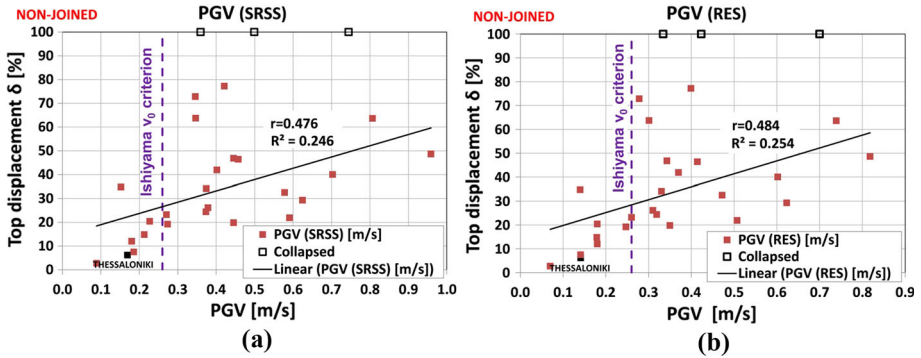 NON-JOINED
PGV (SRSS)
Top displacement δ [%]
100
90
80
70
60
50
40
30
20
10
0
Ishiyama v0 criterion
r=0.476
R² = 0.246
THESSALONIKI
PGV (SRSS) [m/s]
Collapsed
Linear (PGV (SRSS) [m/s])
0.0 0.1 0.2 0.3 0.4 0.5 0.6 0.7 0.8 0.9 1.0
PGV [m/s]
(a)
NON-JOINED
PGV (RES)
Top displacement δ [%]
100
90
80
70
60
50
40
30
20
10
0
Ishiyama v0 criterion
r=0.484
R² = 0.254
THESSALONIKI
PGV (RES) [m/s]
Collapsed
Linear (PGV (RES) [m/s])
0.0 0.1 0.2 0.3 0.4 0.5 0.6 0.7 0.8 0.9
PGV [m/s]
(b)